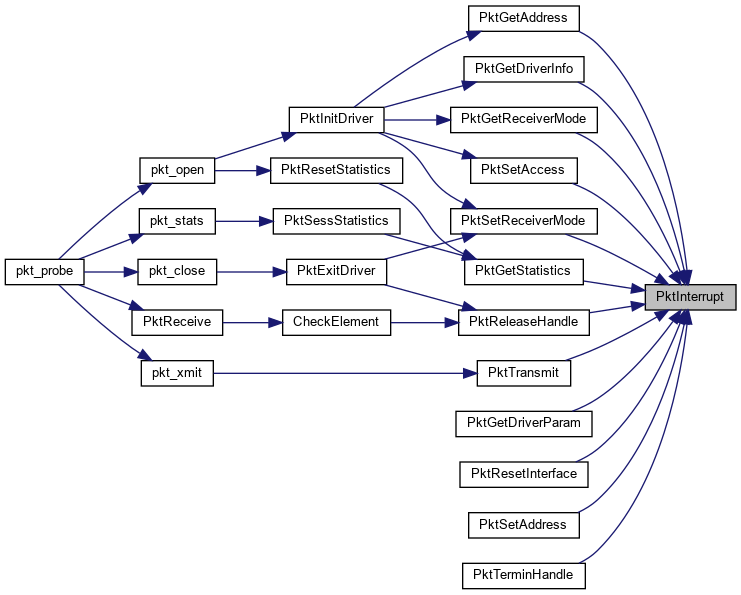 PktGetAddress
PktGetDriverInfo
PktInitDriver
PktGetReceiverMode
pkt_open
PktResetStatistics
PktSetAccess
pkt_stats
PktSessStatistics
PktSetReceiverMode
pkt_probe
pkt_close
PktExitDriver
PktGetStatistics
PktInterrupt
PktReceive
CheckElement
PktReleaseHandle
pkt_xmit
PktTransmit
PktGetDriverParam
PktResetInterface
PktSetAddress
PktTerminHandle